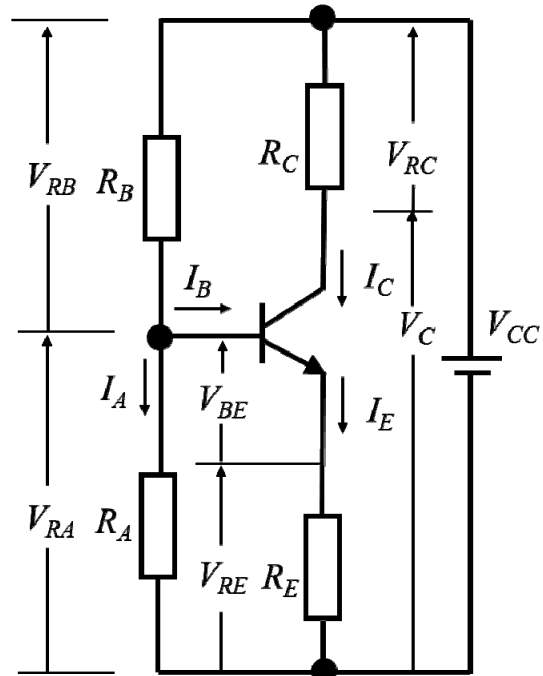 V_RB
R_B
R_C
V_RC
I_B
I_C
V_C
V_CC
I_A
V_BE
I_E
V_RA
R_A
V_RE
R_E